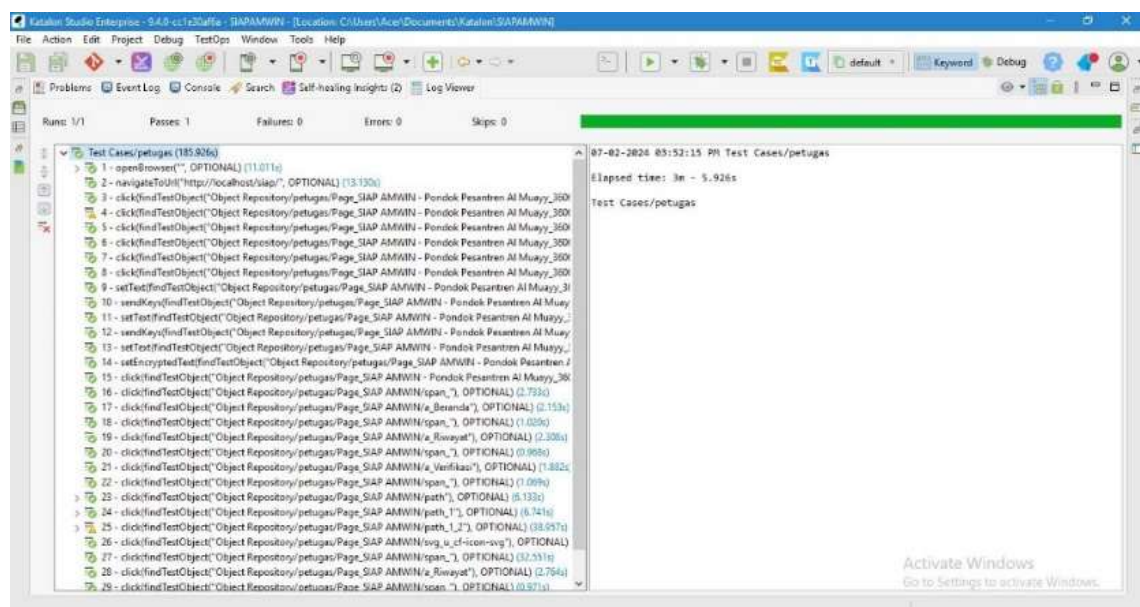 Katalon Studio Enterprise - 9.4.0 - SIAPAMWIN - [Location: C:\Users\Acer\Documents\Katalon\SIAPAMWIN]
File Action Edit Project Debug TestOps Window Tools Help
default Keyword Debug
Problems Event Log Console Search Self-healing Insights (2) Log Viewer
Runs: 1/1 Passes: 1 Failures: 0 Errors: 0 Skips: 0
Test Cases/petugas (185.926s)
1 - openBrowser("", OPTIONAL) (11.011s)
2 - navigateToUrl("http://localhost/siap/", OPTIONAL) (13.130s)
3 - click(findTestObject("Object Repository/petugas/Page_SIAP AMWIN - Pondok Pesantren Al Muayy_360
4 - click(findTestObject("Object Repository/petugas/Page_SIAP AMWIN - Pondok Pesantren Al Muayy_360
5 - click(findTestObject("Object Repository/petugas/Page_SIAP AMWIN - Pondok Pesantren Al Muayy_360
6 - click(findTestObject("Object Repository/petugas/Page_SIAP AMWIN - Pondok Pesantren Al Muayy_360
7 - click(findTestObject("Object Repository/petugas/Page_SIAP AMWIN - Pondok Pesantren Al Muayy_360
8 - click(findTestObject("Object Repository/petugas/Page_SIAP AMWIN - Pondok Pesantren Al Muayy_360
9 - setText(findTestObject("Object Repository/petugas/Page_SIAP AMWIN - Pondok Pesantren Al Muayy_3
10 - sendKeys(findTestObject("Object Repository/petugas/Page_SIAP AMWIN - Pondok Pesantren Al Muay
11 - setText(findTestObject("Object Repository/petugas/Page_SIAP AMWIN - Pondok Pesantren Al Muayy_
12 - sendKeys(findTestObject("Object Repository/petugas/Page_SIAP AMWIN - Pondok Pesantren Al Muay
13 - setText(findTestObject("Object Repository/petugas/Page_SIAP AMWIN - Pondok Pesantren Al Muayy_
14 - setEncryptedText(findTestObject("Object Repository/petugas/Page_SIAP AMWIN - Pondok Pesantren
15 - click(findTestObject("Object Repository/petugas/Page_SIAP AMWIN - Pondok Pesantren Al Muayy_36
16 - click(findTestObject("Object Repository/petugas/Page_SIAP AMWIN/span_"), OPTIONAL) (2.733s)
17 - click(findTestObject("Object Repository/petugas/Page_SIAP AMWIN/a_Beranda"), OPTIONAL) (2.153s)
18 - click(findTestObject("Object Repository/petugas/Page_SIAP AMWIN/span_"), OPTIONAL) (1.020s)
19 - click(findTestObject("Object Repository/petugas/Page_SIAP AMWIN/a_Riwayat"), OPTIONAL) (2.308s)
20 - click(findTestObject("Object Repository/petugas/Page_SIAP AMWIN/span_"), OPTIONAL) (0.968s)
21 - click(findTestObject("Object Repository/petugas/Page_SIAP AMWIN/a_Verifikasi"), OPTIONAL) (1.882s
22 - click(findTestObject("Object Repository/petugas/Page_SIAP AMWIN/span_"), OPTIONAL) (1.069s)
23 - click(findTestObject("Object Repository/petugas/Page_SIAP AMWIN/path"), OPTIONAL) (6.133s)
24 - click(findTestObject("Object Repository/petugas/Page_SIAP AMWIN/path_1"), OPTIONAL) (6.741s)
25 - click(findTestObject("Object Repository/petugas/Page_SIAP AMWIN/path_1_2"), OPTIONAL) (38.957s)
26 - click(findTestObject("Object Repository/petugas/Page_SIAP AMWIN/svg_u_cf-icon-svg"), OPTIONAL)
27 - click(findTestObject("Object Repository/petugas/Page_SIAP AMWIN/span_"), OPTIONAL) (32.551s)
28 - click(findTestObject("Object Repository/petugas/Page_SIAP AMWIN/a_Riwayat"), OPTIONAL) (2.764s)
29 - click(findTestObject("Object Repository/petugas/Page_SIAP AMWIN/span_"), OPTIONAL) (0.971s)
07-02-2024 03:52:15 PM Test Cases/petugas
Elapsed time: 3m - 5.926s
Test Cases/petugas
Activate Windows
Go to Settings to activate Windows.